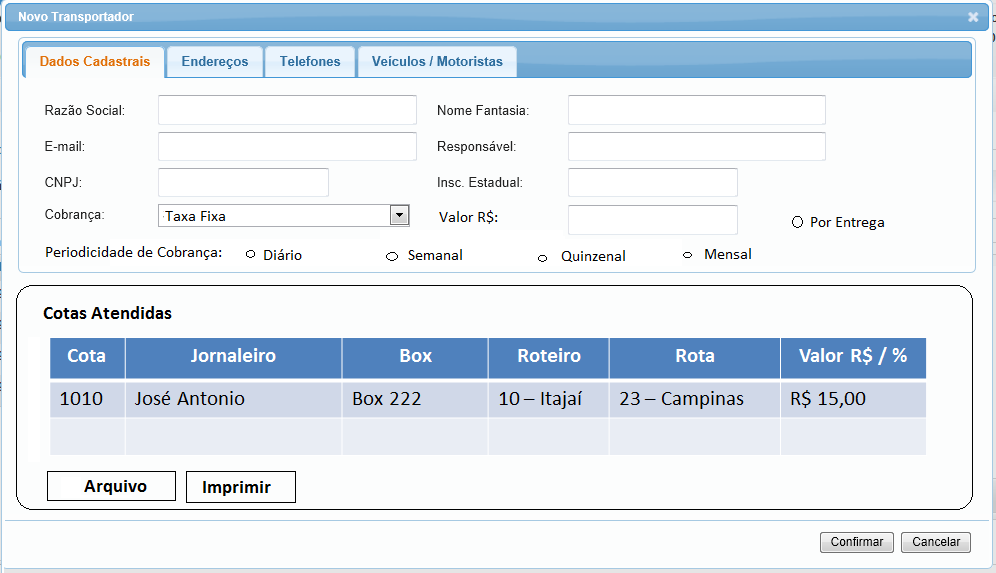 Novo Transportador
Dados Cadastrais Endereços Telefones Veículos / Motoristas
Razão Social: Nome Fantasia:
E-mail: Responsável:
CNPJ: Insc. Estadual:
Cobrança: Taxa Fixa Valor R$: Por Entrega
Periodicidade de Cobrança: Diário Semanal Quinzenal Mensal
Cotas Atendidas
Cota Jornaleiro Box Roteiro Rota Valor R$ / %
1010 José Antonio Box 222 10 – Itajaí 23 – Campinas R$ 15,00
Arquivo Imprimir
Confirmar Cancelar